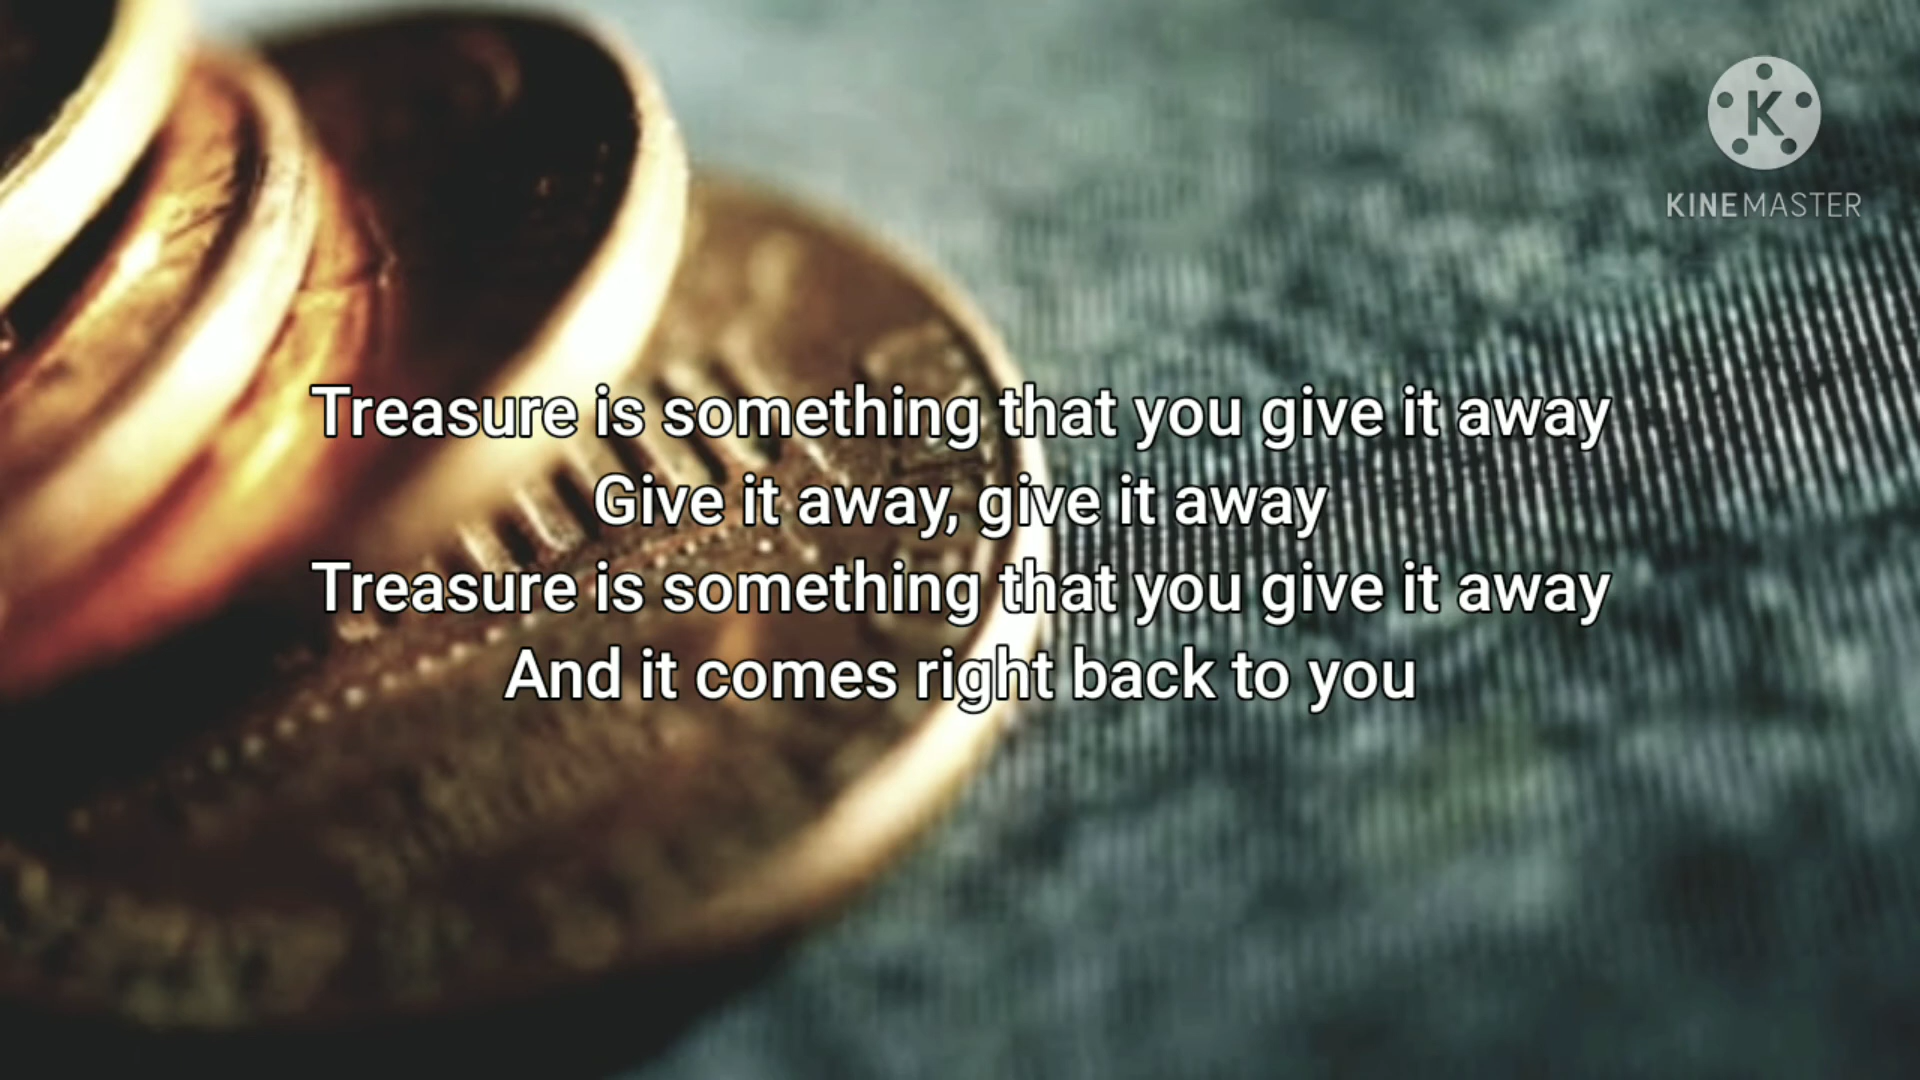 K
KINEMASTER
Treasure is something that you give it away
Give it away, give it away
Treasure is something that you give it away
And it comes right back to you